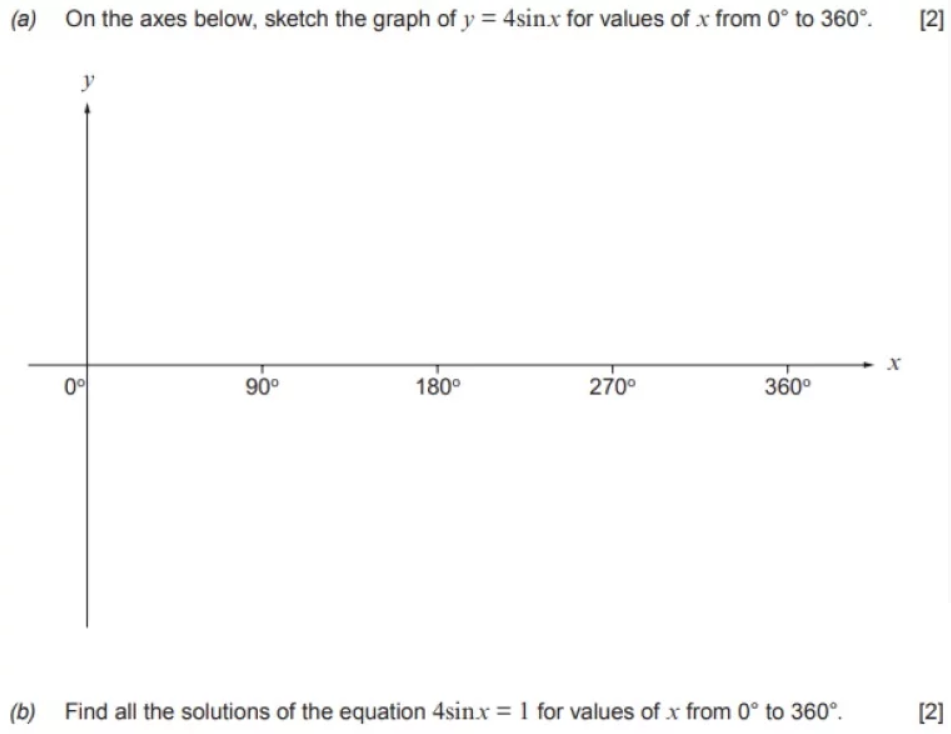 (a) On the axes below, sketch the graph of y = 4sinx for values of x from 0° to 360°. [2]
y
x
0° 90° 180° 270° 360°
(b) Find all the solutions of the equation 4sinx = 1 for values of x from 0° to 360°. [2]